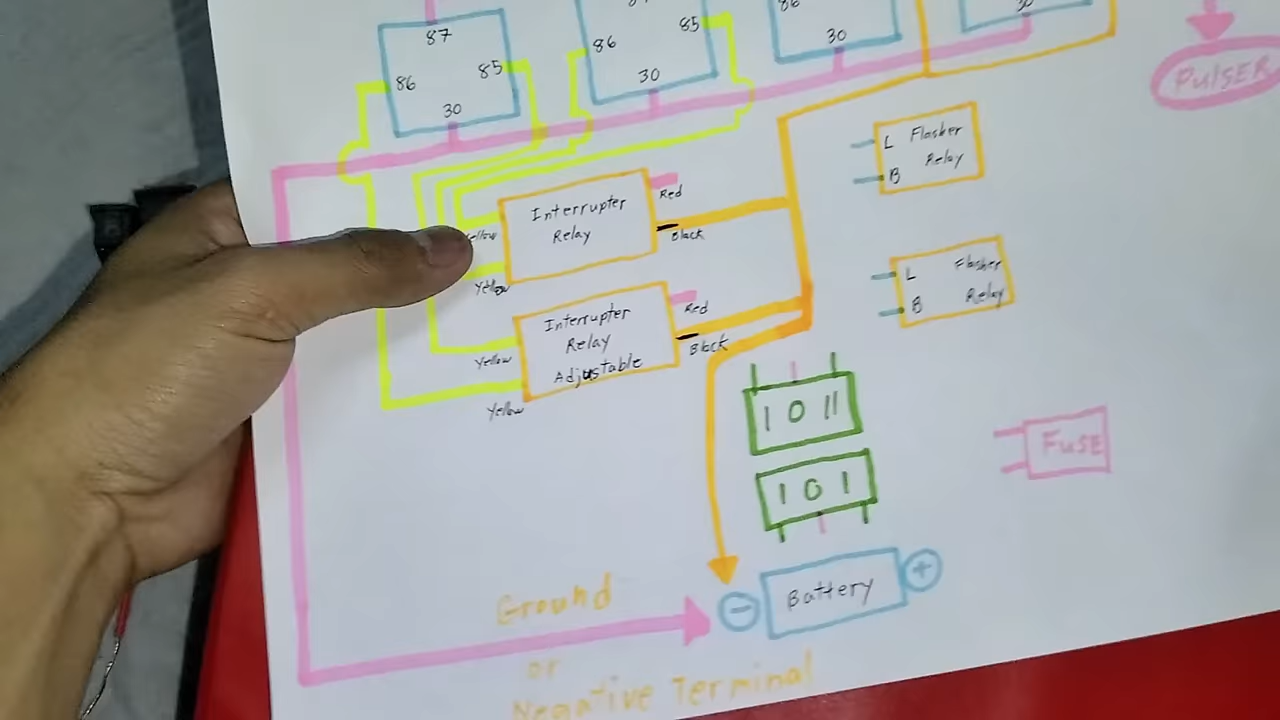 87
86
85
30
86
85
30
86
30
30
PulSER
Flasher
L
Relay
B
Interrupter
Relay
Red
Black
Yellow
Flasher
L
Relay
B
Interrupter
Relay
Adjustable
Red
Black
Yellow
Yellow
1 0 11
1 0 1
FuSE
Battery
+
−
Ground
or
Negative Terminal